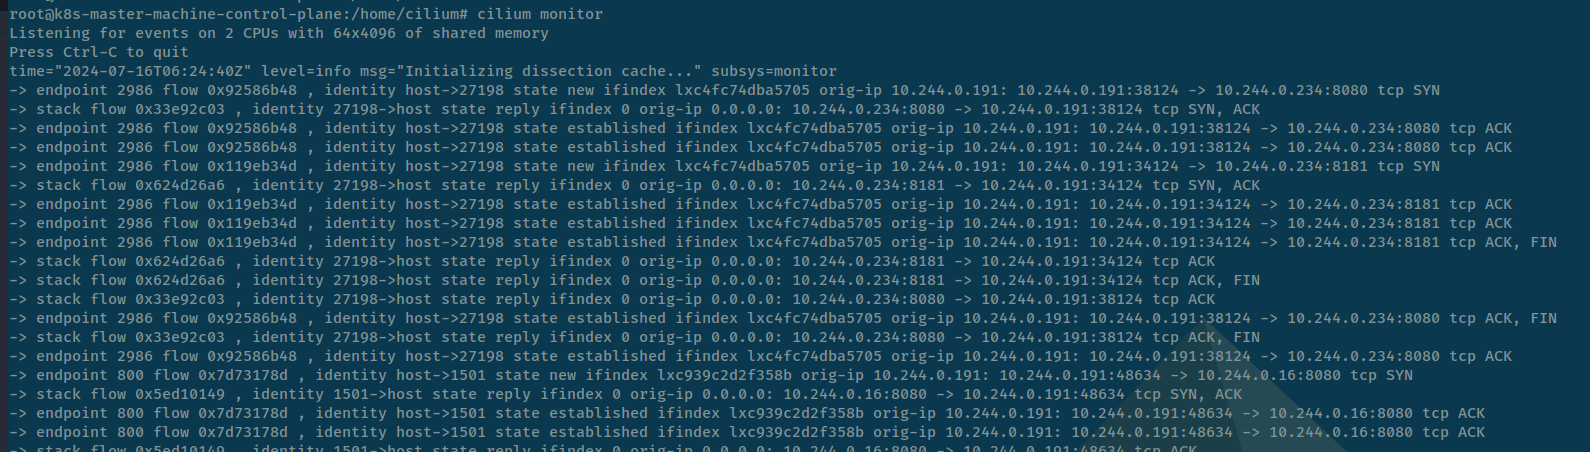 root@k8s-master-machine-control-plane:/home/cilium# cilium monitor
Listening for events on 2 CPUs with 64x4096 of shared memory
Press Ctrl-C to quit
time="2024-07-16T06:24:40Z" level=info msg="Initializing dissection cache..." subsys=monitor
-> endpoint 2986 flow 0x92586b48 , identity host->27198 state new ifindex lxc4fc74dba5705 orig-ip 10.244.0.191: 10.244.0.191:38124 -> 10.244.0.234:8080 tcp SYN
-> stack flow 0x33e92c03 , identity 27198->host state reply ifindex 0 orig-ip 0.0.0.0: 10.244.0.234:8080 -> 10.244.0.191:38124 tcp SYN, ACK
-> endpoint 2986 flow 0x92586b48 , identity host->27198 state established ifindex lxc4fc74dba5705 orig-ip 10.244.0.191: 10.244.0.191:38124 -> 10.244.0.234:8080 tcp ACK
-> endpoint 2986 flow 0x92586b48 , identity host->27198 state established ifindex lxc4fc74dba5705 orig-ip 10.244.0.191: 10.244.0.191:38124 -> 10.244.0.234:8080 tcp ACK
-> endpoint 2986 flow 0x119eb34d , identity host->27198 state new ifindex lxc4fc74dba5705 orig-ip 10.244.0.191: 10.244.0.191:34124 -> 10.244.0.234:8181 tcp SYN
-> stack flow 0x624d26a6 , identity 27198->host state reply ifindex 0 orig-ip 0.0.0.0: 10.244.0.234:8181 -> 10.244.0.191:34124 tcp SYN, ACK
-> endpoint 2986 flow 0x119eb34d , identity host->27198 state established ifindex lxc4fc74dba5705 orig-ip 10.244.0.191: 10.244.0.191:34124 -> 10.244.0.234:8181 tcp ACK
-> endpoint 2986 flow 0x119eb34d , identity host->27198 state established ifindex lxc4fc74dba5705 orig-ip 10.244.0.191: 10.244.0.191:34124 -> 10.244.0.234:8181 tcp ACK
-> endpoint 2986 flow 0x119eb34d , identity host->27198 state established ifindex lxc4fc74dba5705 orig-ip 10.244.0.191: 10.244.0.191:34124 -> 10.244.0.234:8181 tcp ACK, FIN
-> stack flow 0x624d26a6 , identity 27198->host state reply ifindex 0 orig-ip 0.0.0.0: 10.244.0.234:8181 -> 10.244.0.191:34124 tcp ACK
-> stack flow 0x624d26a6 , identity 27198->host state reply ifindex 0 orig-ip 0.0.0.0: 10.244.0.234:8181 -> 10.244.0.191:34124 tcp ACK, FIN
-> stack flow 0x33e92c03 , identity 27198->host state reply ifindex 0 orig-ip 0.0.0.0: 10.244.0.234:8080 -> 10.244.0.191:38124 tcp ACK
-> endpoint 2986 flow 0x92586b48 , identity host->27198 state established ifindex lxc4fc74dba5705 orig-ip 10.244.0.191: 10.244.0.191:38124 -> 10.244.0.234:8080 tcp ACK, FIN
-> stack flow 0x33e92c03 , identity 27198->host state reply ifindex 0 orig-ip 0.0.0.0: 10.244.0.234:8080 -> 10.244.0.191:38124 tcp ACK, FIN
-> endpoint 2986 flow 0x92586b48 , identity host->27198 state established ifindex lxc4fc74dba5705 orig-ip 10.244.0.191: 10.244.0.191:38124 -> 10.244.0.234:8080 tcp ACK
-> endpoint 800 flow 0x7d73178d , identity host->1501 state new ifindex lxc939c2d2f358b orig-ip 10.244.0.191: 10.244.0.191:48634 -> 10.244.0.16:8080 tcp SYN
-> stack flow 0x5ed10149 , identity 1501->host state reply ifindex 0 orig-ip 0.0.0.0: 10.244.0.16:8080 -> 10.244.0.191:48634 tcp SYN, ACK
-> endpoint 800 flow 0x7d73178d , identity host->1501 state established ifindex lxc939c2d2f358b orig-ip 10.244.0.191: 10.244.0.191:48634 -> 10.244.0.16:8080 tcp ACK
-> endpoint 800 flow 0x7d73178d , identity host->1501 state established ifindex lxc939c2d2f358b orig-ip 10.244.0.191: 10.244.0.191:48634 -> 10.244.0.16:8080 tcp ACK
-> stack flow 0x5ed10149 , identity 1501->host state reply ifindex 0 orig-ip 0.0.0.0: 10.244.0.16:8080 -> 10.244.0.191:48634 tcp ACK